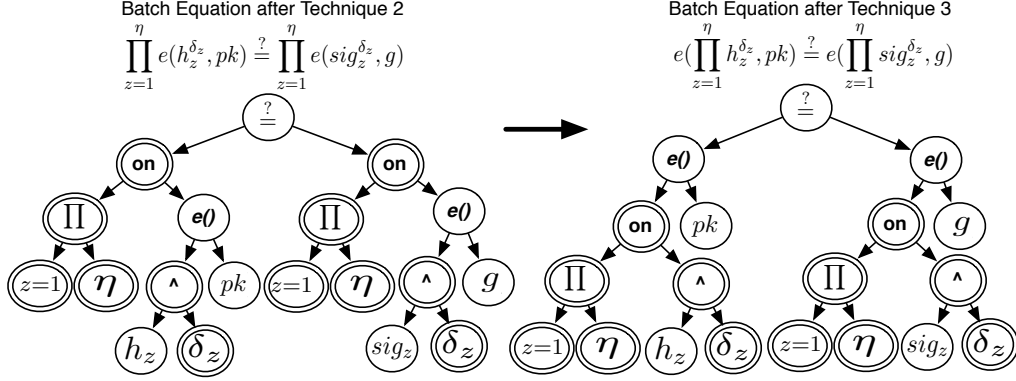 Batch Equation after Technique 2
∏_{z=1}^{η} e(h_z^{δ_z}, pk) ≟ ∏_{z=1}^{η} e(sig_z^{δ_z}, g)
≟
on on
∏ e() ∏ e()
z=1 η ^ pk z=1 η ^ g
h_z δ_z sig_z δ_z
Batch Equation after Technique 3
e(∏_{z=1}^{η} h_z^{δ_z}, pk) ≟ e(∏_{z=1}^{η} sig_z^{δ_z}, g)
≟
e() e()
on pk on g
∏ ^ ∏ ^
z=1 η h_z δ_z z=1 η sig_z δ_z